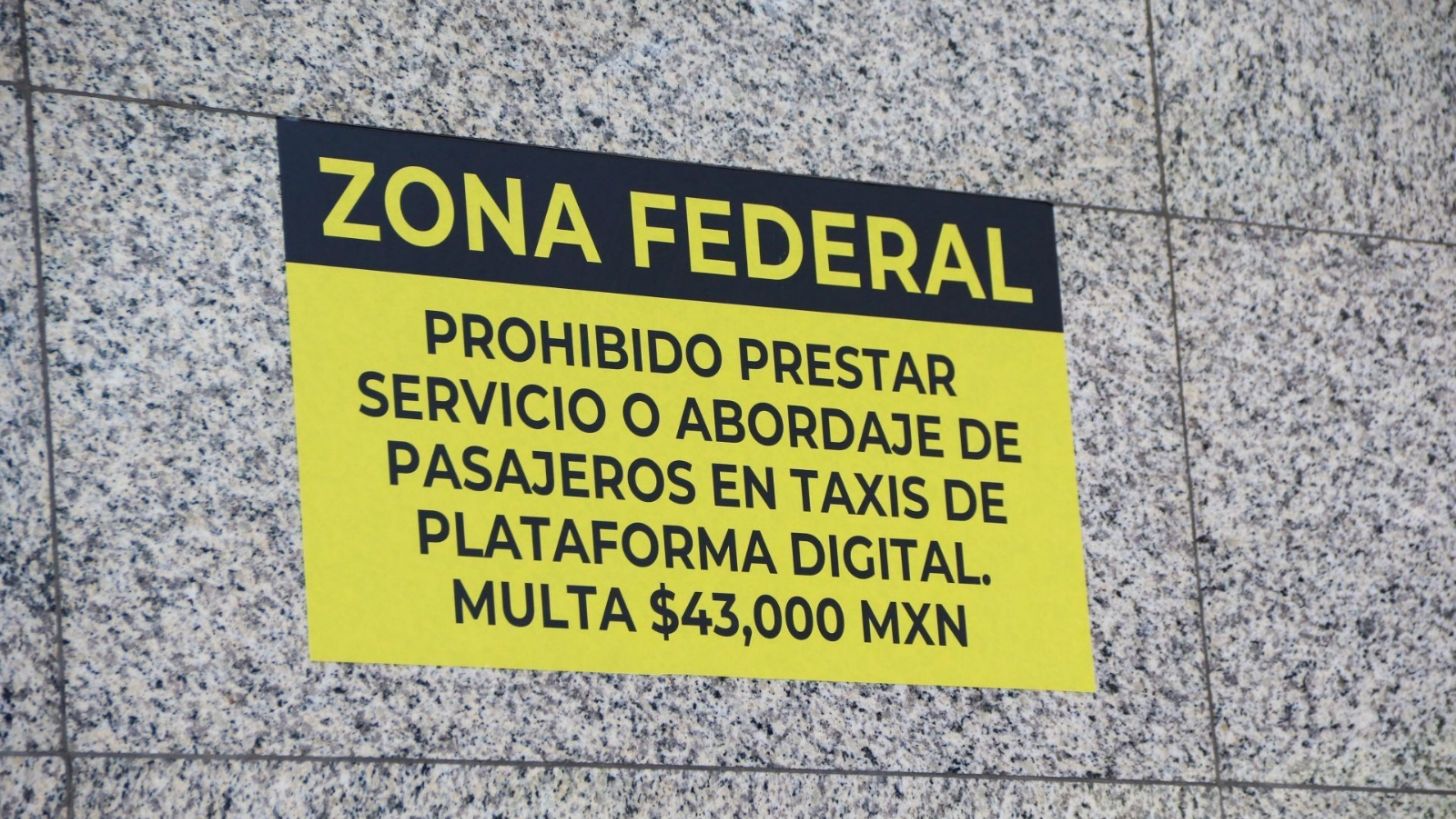 ZONA FEDERAL
PROHIBIDO PRESTAR
SERVICIO O ABORDAJE DE
PASAJEROS EN TAXIS DE
PLATAFORMA DIGITAL.
MULTA $43,000 MXN